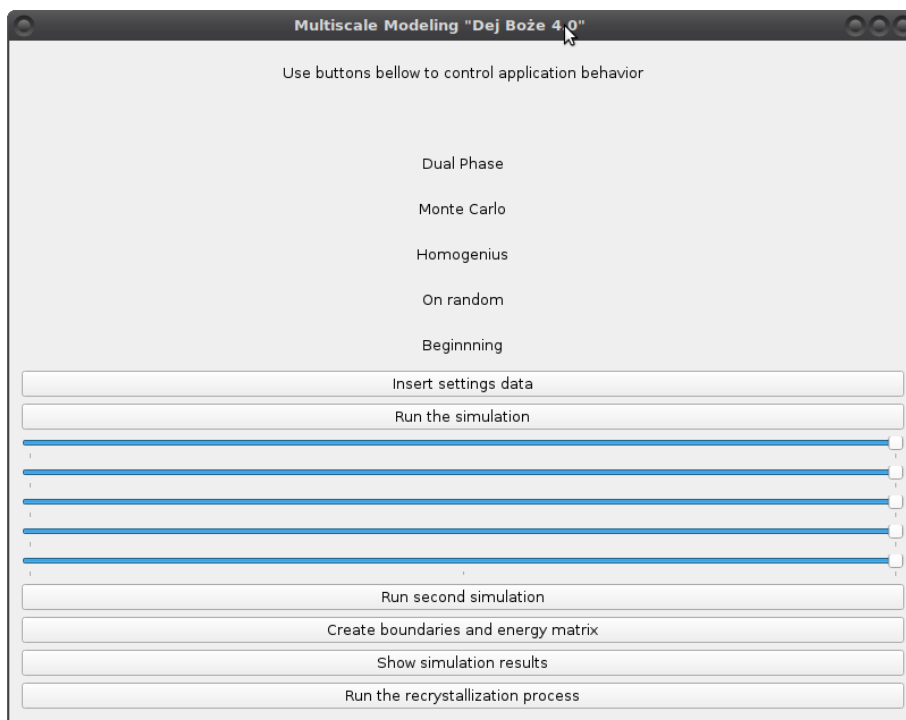 Multiscale Modeling "Dej Boże 4.0"
Use buttons bellow to control application behavior
Dual Phase
Monte Carlo
Homogenius
On random
Beginnning
Insert settings data
Run the simulation
Run second simulation
Create boundaries and energy matrix
Show simulation results
Run the recrystallization process